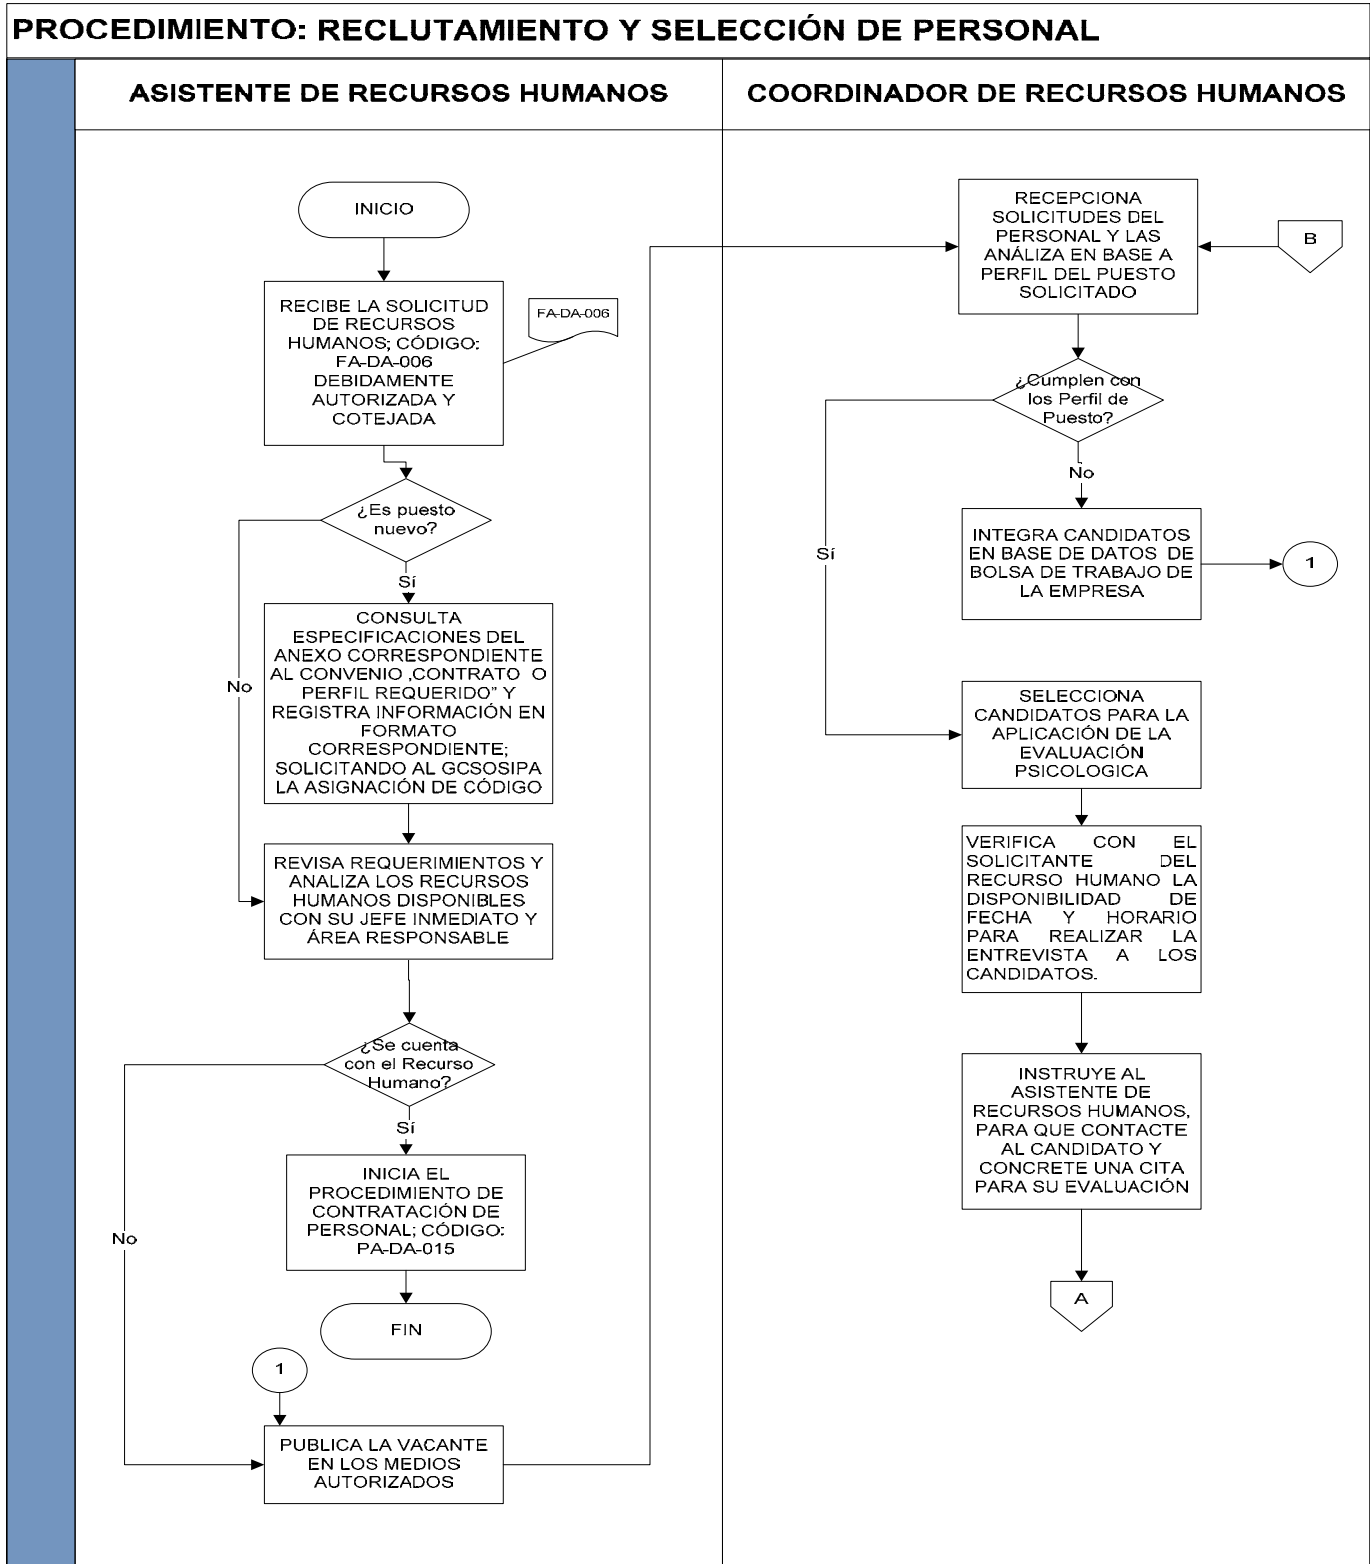 PROCEDIMIENTO: RECLUTAMIENTO Y SELECCIÓN DE PERSONAL
ASISTENTE DE RECURSOS HUMANOS
INICIO
RECIBE LA SOLICITUD
DE RECURSOS
HUMANOS; CÓDIGO:
FA-DA-006
DEBIDAMENTE
AUTORIZADA Y
COTEJADA
FA-DA-006
¿Es puesto
nuevo?
Sí
No
CONSULTA
ESPECIFICACIONES DEL
ANEXO CORRESPONDIENTE
AL CONVENIO ,CONTRATO O
PERFIL REQUERIDO" Y
REGISTRA INFORMACIÓN EN
FORMATO
CORRESPONDIENTE;
SOLICITANDO AL GCSOSIPA
LA ASIGNACIÓN DE CÓDIGO
REVISA REQUERIMIENTOS Y
ANALIZA LOS RECURSOS
HUMANOS DISPONIBLES
CON SU JEFE INMEDIATO Y
ÁREA RESPONSABLE
¿Se cuenta
con el Recurso
Humano?
Sí
No
INICIA EL
PROCEDIMIENTO DE
CONTRATACIÓN DE
PERSONAL; CÓDIGO:
PA-DA-015
FIN
1
PUBLICA LA VACANTE
EN LOS MEDIOS
AUTORIZADOS
COORDINADOR DE RECURSOS HUMANOS
RECEPCIONA
SOLICITUDES DEL
PERSONAL Y LAS
ANÁLIZA EN BASE A
PERFIL DEL PUESTO
SOLICITADO
B
¿Cumplen con
los Perfil de
Puesto?
No
Sí
INTEGRA CANDIDATOS
EN BASE DE DATOS DE
BOLSA DE TRABAJO DE
LA EMPRESA
1
SELECCIONA
CANDIDATOS PARA LA
APLICACIÓN DE LA
EVALUACIÓN
PSICOLOGICA
VERIFICA CON EL
SOLICITANTE DEL
RECURSO HUMANO LA
DISPONIBILIDAD DE
FECHA Y HORARIO
PARA REALIZAR LA
ENTREVISTA A LOS
CANDIDATOS.
INSTRUYE AL
ASISTENTE DE
RECURSOS HUMANOS,
PARA QUE CONTACTE
AL CANDIDATO Y
CONCRETE UNA CITA
PARA SU EVALUACIÓN
A